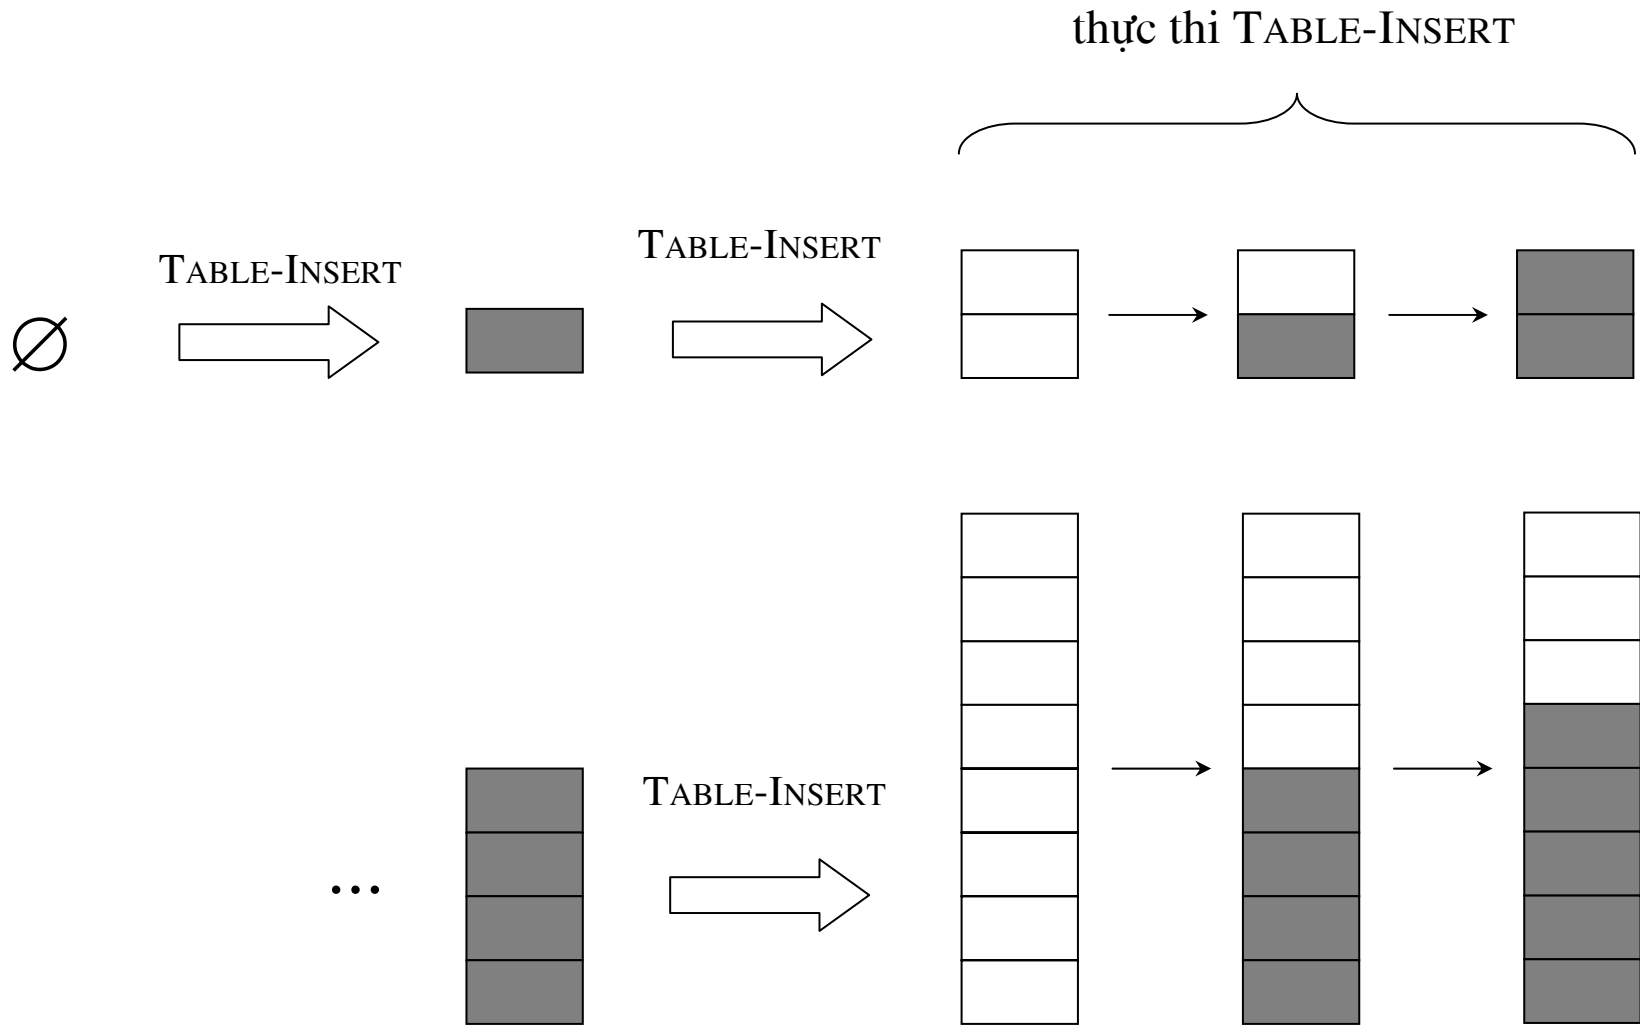 thực thi TABLE-INSERT
TABLE-INSERT
TABLE-INSERT
∅
...
TABLE-INSERT